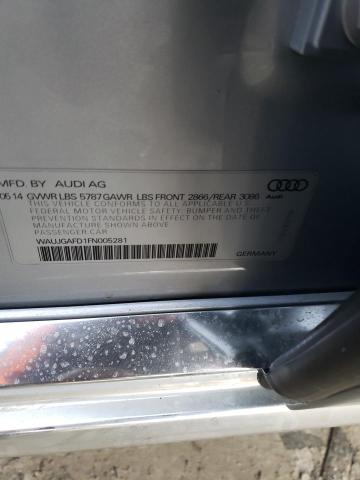 MFD. BY AUDI AG
05 14 GVWR LBS 5787 GAWR LBS FRONT 2866/REAR 3086
THIS VEHICLE CONFORMS TO ALL APPLICABLE U.S.
FEDERAL MOTOR VEHICLE SAFETY, BUMPER AND THEFT
PREVENTION STANDARDS IN EFFECT ON THE DATE OF
MANUFACTURE SHOWN ABOVE
WAUJGAFD1FN005281
PASSENGER CAR
GERMANY